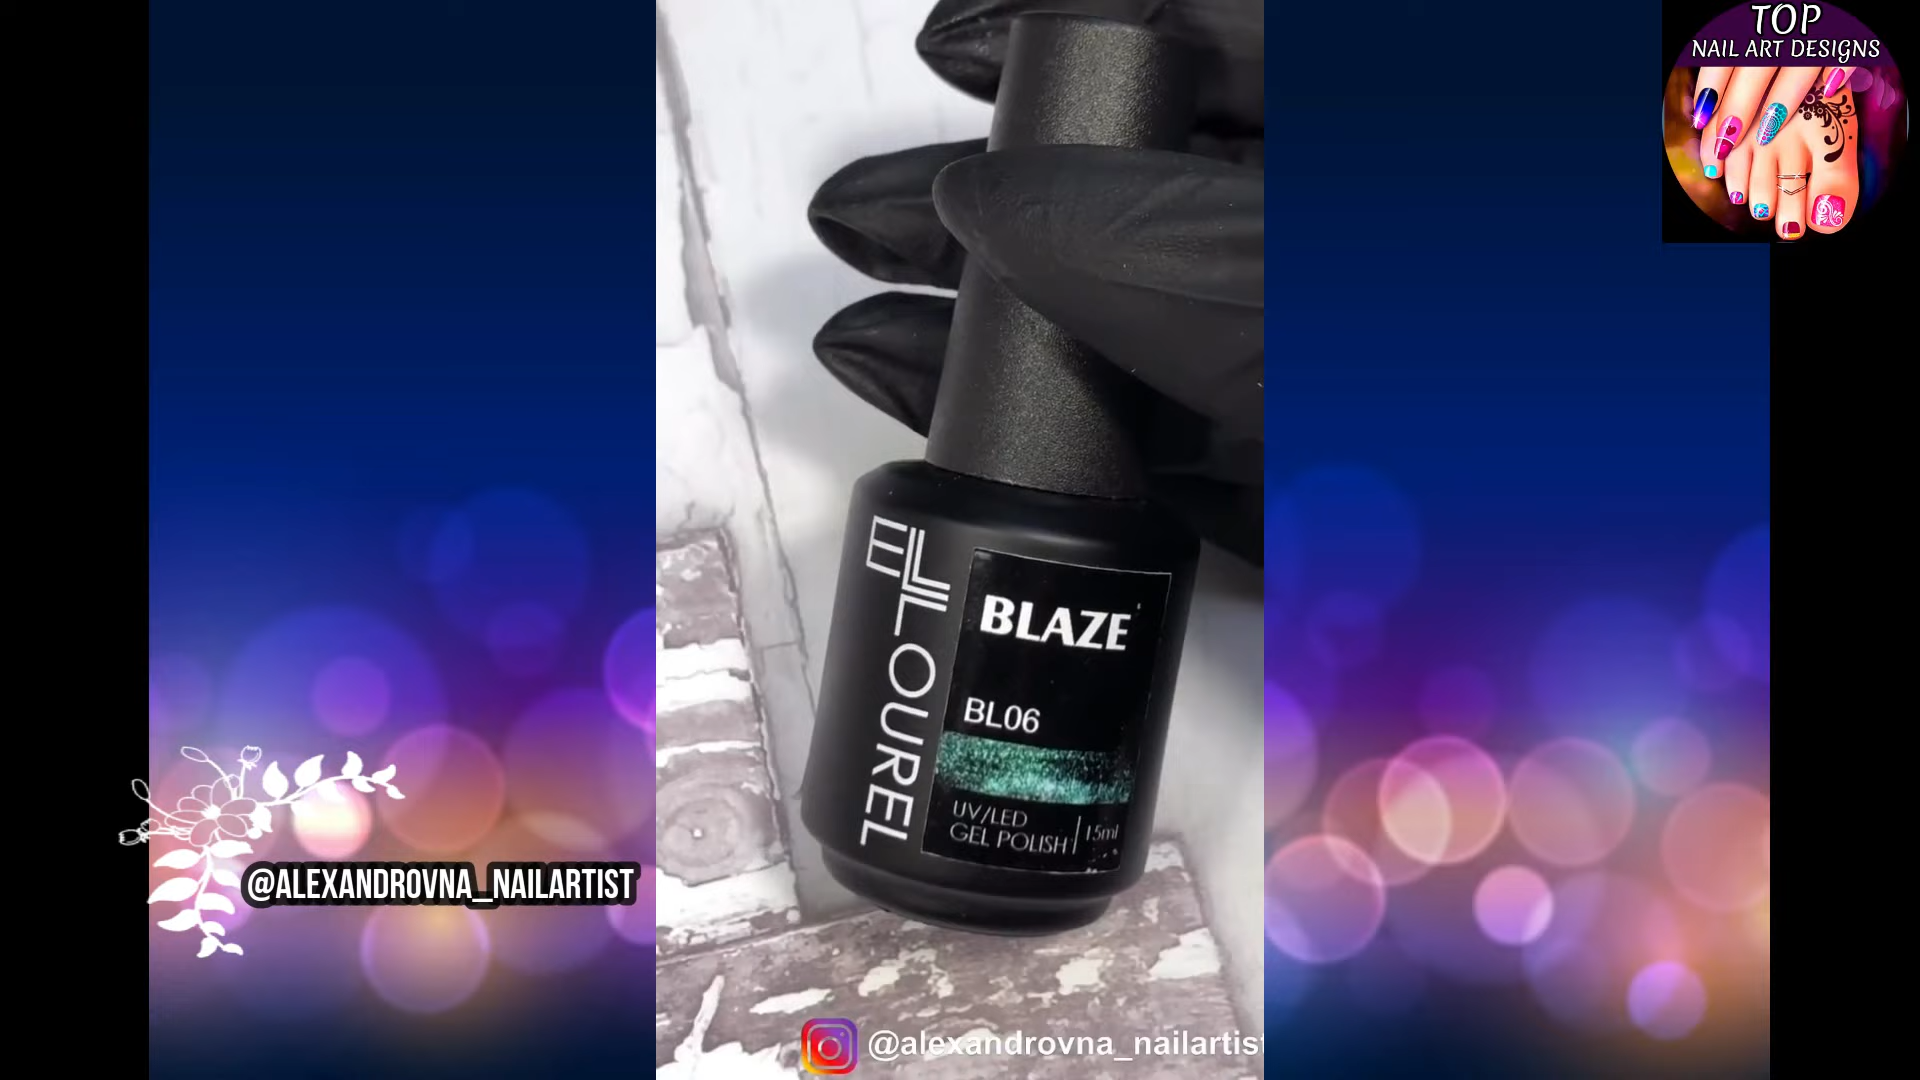 TOP
NAIL ART DESIGNS
ELLOUREL
BLAZE
BL06
UV/LED
GEL POLISH
15ml
@ALEXANDROVNA_NAILARTIST
@alexandrovna_nailartist